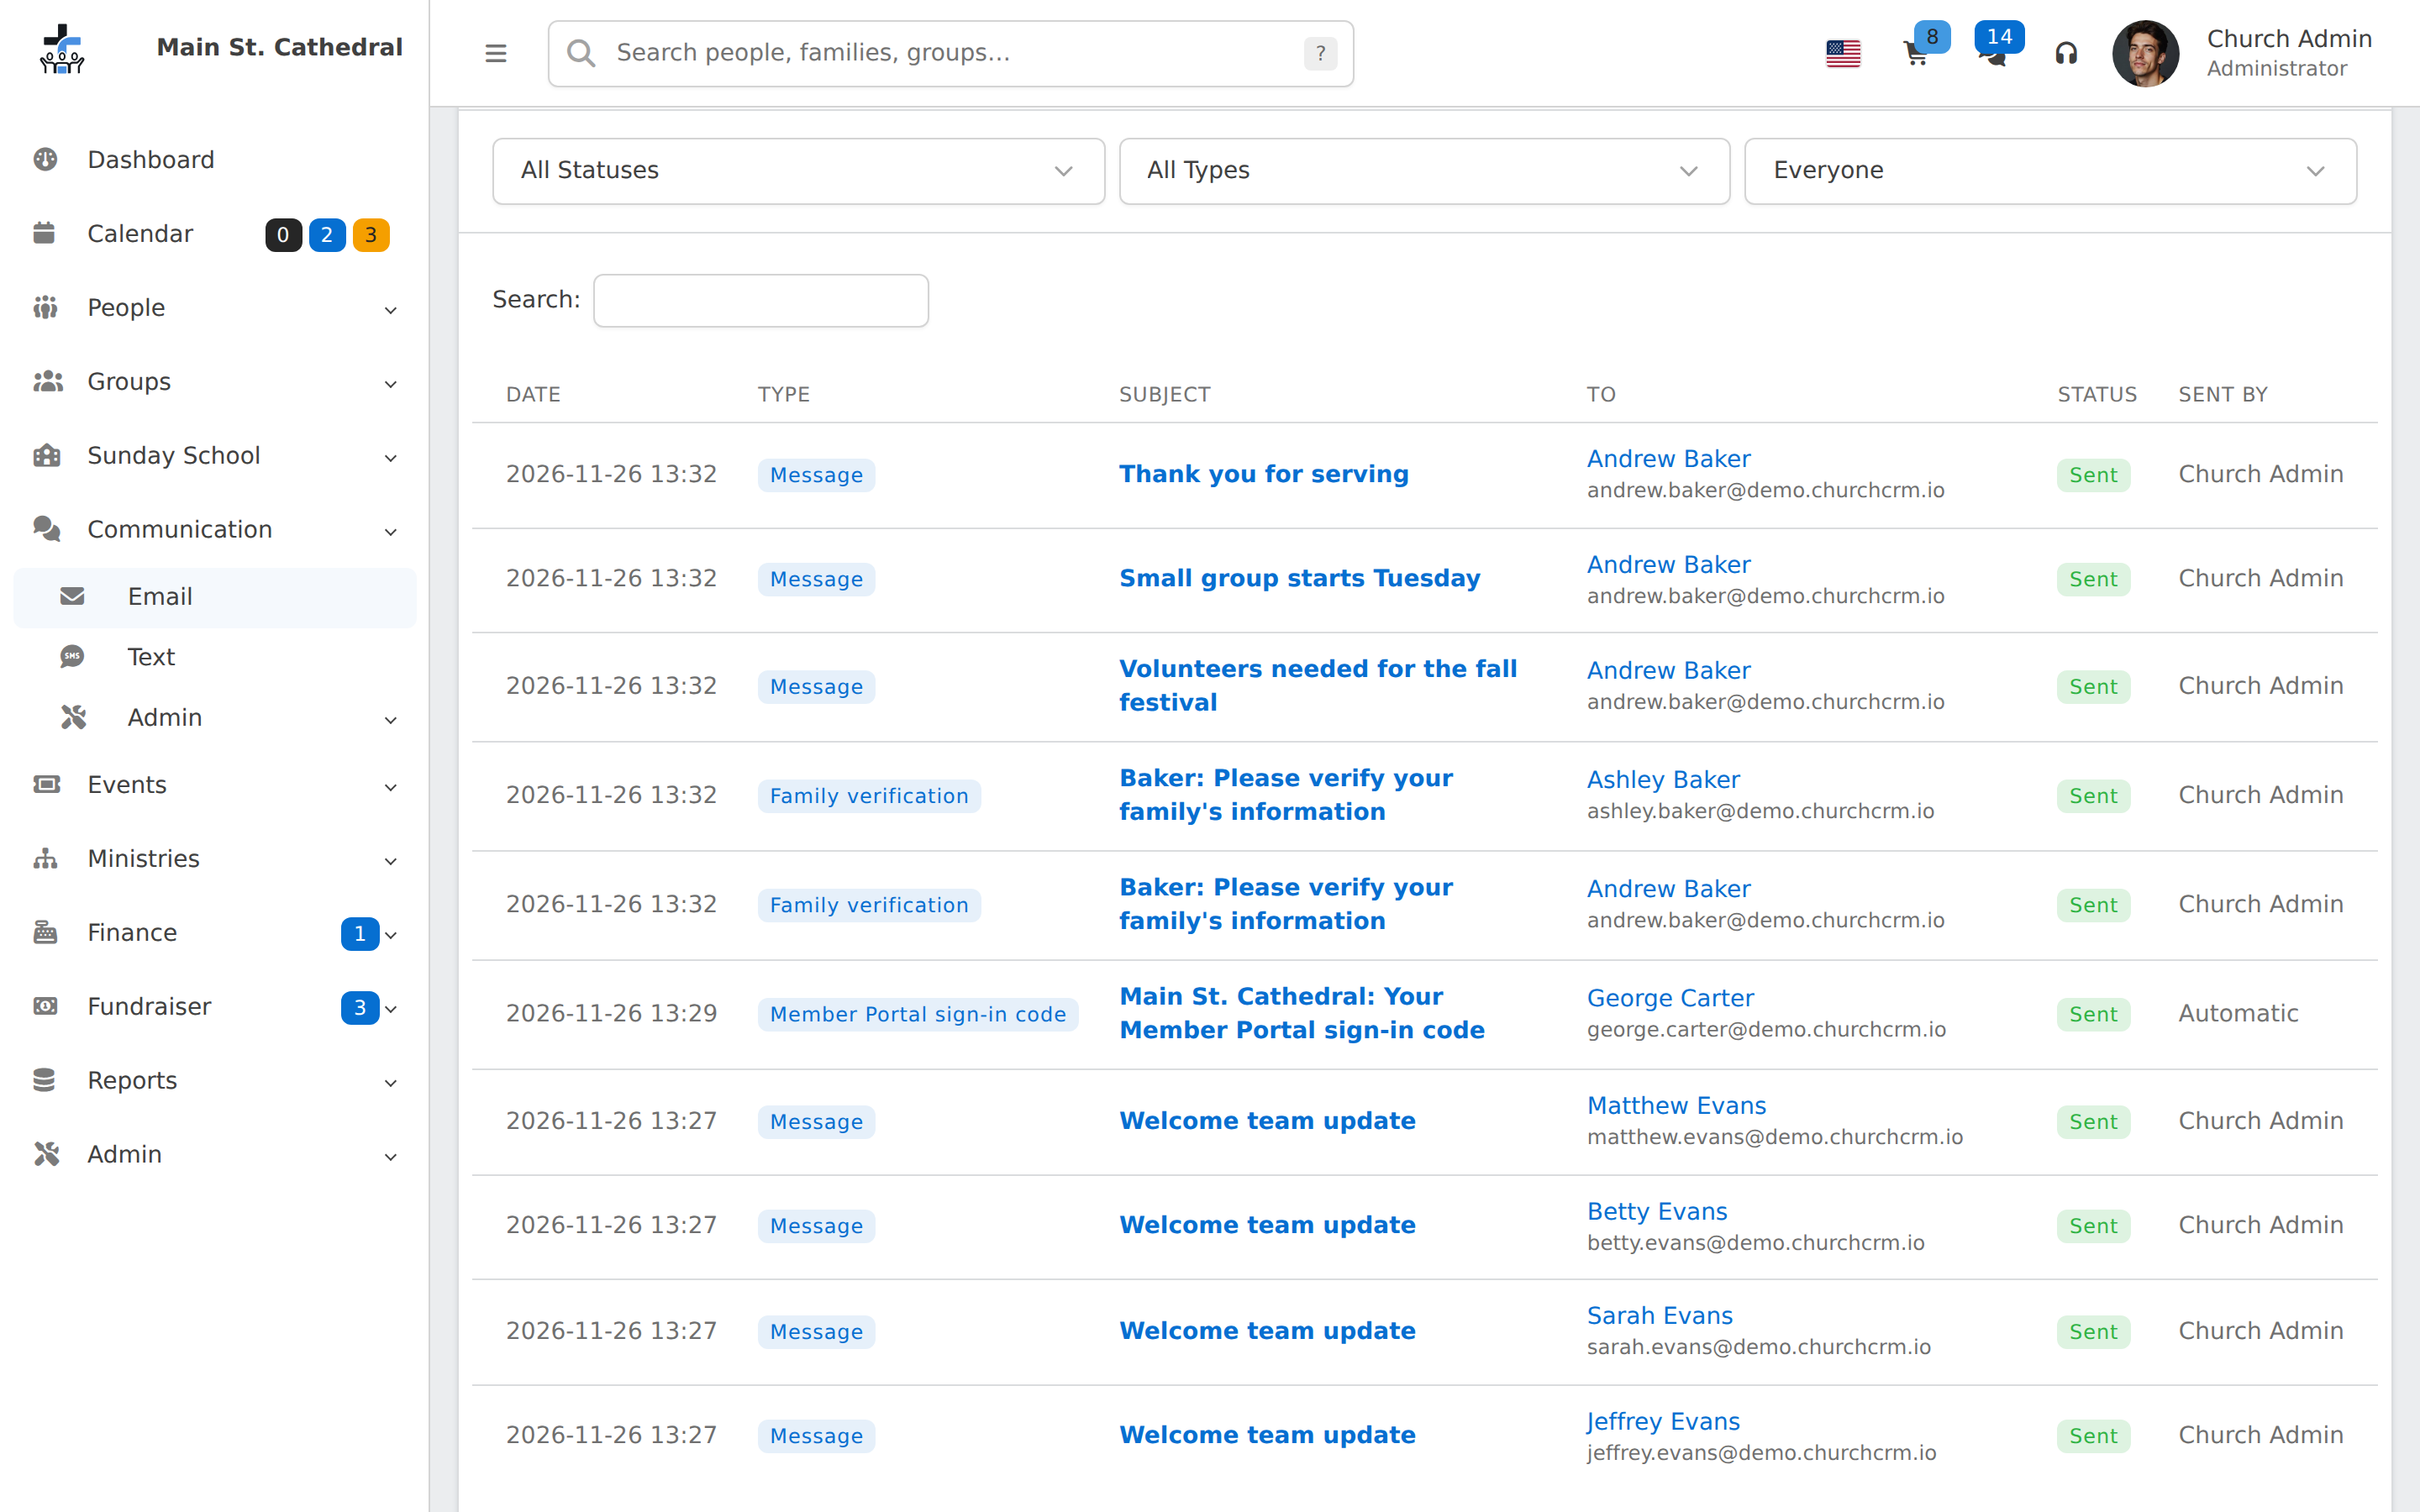 Main St. Cathedral
Search people, families, groups...
?
8
14
Church Admin
Administrator
Dashboard
Calendar 0 2 3
People
Groups
Sunday School
Communication
Email
SMS
Text
Admin
Events
Ministries
Finance 1
Fundraiser 3
Reports
Admin
All Statuses
All Types
Everyone
Search:
DATE TYPE SUBJECT TO STATUS SENT BY
2026-11-26 13:32 Message Thank you for serving Andrew Baker Sent Church Admin
andrew.baker@demo.churchcrm.io
2026-11-26 13:32 Message Small group starts Tuesday Andrew Baker Sent Church Admin
andrew.baker@demo.churchcrm.io
2026-11-26 13:32 Message Volunteers needed for the fall Andrew Baker Sent Church Admin
festival andrew.baker@demo.churchcrm.io
2026-11-26 13:32 Family verification Baker: Please verify your Ashley Baker Sent Church Admin
family's information ashley.baker@demo.churchcrm.io
2026-11-26 13:32 Family verification Baker: Please verify your Andrew Baker Sent Church Admin
family's information andrew.baker@demo.churchcrm.io
2026-11-26 13:29 Member Portal sign-in code Main St. Cathedral: Your George Carter Sent Automatic
Member Portal sign-in code george.carter@demo.churchcrm.io
2026-11-26 13:27 Message Welcome team update Matthew Evans Sent Church Admin
matthew.evans@demo.churchcrm.io
2026-11-26 13:27 Message Welcome team update Betty Evans Sent Church Admin
betty.evans@demo.churchcrm.io
2026-11-26 13:27 Message Welcome team update Sarah Evans Sent Church Admin
sarah.evans@demo.churchcrm.io
2026-11-26 13:27 Message Welcome team update Jeffrey Evans Sent Church Admin
jeffrey.evans@demo.churchcrm.io